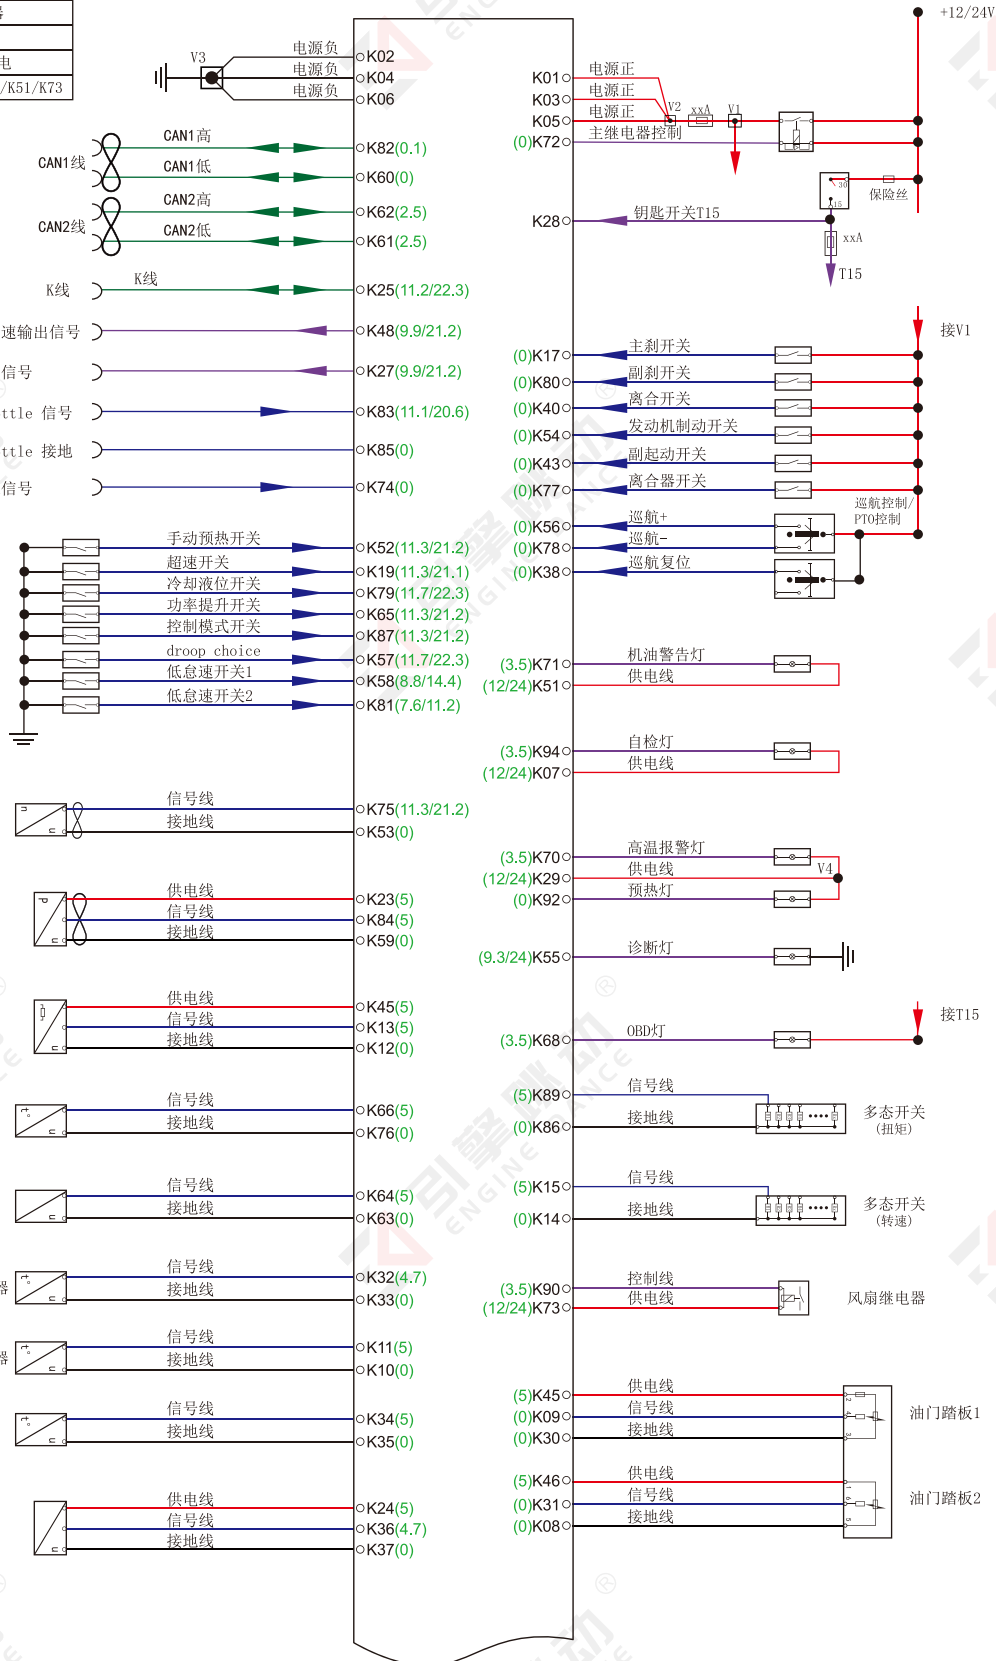 器
电
/K51/K73
+12/24V
V3
电源负
K02
电源负
K04
电源负
K06
CAN1线
CAN1高
K82(0.1)
CAN1低
K60(0)
CAN2线
CAN2高
K62(2.5)
CAN2低
K61(2.5)
K线
K线
K25(11.2/22.3)
速输出信号
K48(9.9/21.2)
信号
K27(9.9/21.2)
ttle 信号
K83(11.1/20.6)
ttle 接地
K85(0)
信号
K74(0)
手动预热开关
K52(11.3/21.2)
超速开关
K19(11.3/21.1)
冷却液位开关
K79(11.7/22.3)
功率提升开关
K65(11.3/21.2)
控制模式开关
K87(11.3/21.2)
droop choice
K57(11.7/22.3)
低怠速开关1
K58(8.8/14.4)
低怠速开关2
K81(7.6/11.2)
n
u
信号线
K75(11.3/21.2)
接地线
K53(0)
p
u
供电线
K23(5)
信号线
K84(5)
接地线
K59(0)
u
供电线
K45(5)
信号线
K13(5)
接地线
K12(0)
t°
u
信号线
K66(5)
接地线
K76(0)
u
信号线
K64(5)
接地线
K63(0)
器
t°
u
信号线
K32(4.7)
接地线
K33(0)
器
t°
u
信号线
K11(5)
接地线
K10(0)
t°
u
信号线
K34(5)
接地线
K35(0)
u
供电线
K24(5)
信号线
K36(4.7)
接地线
K37(0)
K01
电源正
K03
电源正
K05
电源正
V2
xxA
V1
(0)K72
主继电器控制
30
15
保险丝
K28
钥匙开关T15
xxA
T15
接V1
(0)K17
主刹开关
(0)K80
副刹开关
(0)K40
离合开关
(0)K54
发动机制动开关
(0)K43
副起动开关
(0)K77
离合器开关
巡航控制/
PTO控制
(0)K56
巡航+
(0)K78
巡航-
(0)K38
巡航复位
(3.5)K71
机油警告灯
(12/24)K51
供电线
(3.5)K94
自检灯
(12/24)K07
供电线
(3.5)K70
高温报警灯
(12/24)K29
供电线
V4
(0)K92
预热灯
(9.3/24)K55
诊断灯
接T15
(3.5)K68
OBD灯
(5)K89
信号线
(0)K86
接地线
多态开关
(扭矩)
(5)K15
信号线
(0)K14
接地线
多态开关
(转速)
(3.5)K90
控制线
(12/24)K73
供电线
风扇继电器
(5)K45
供电线
2
(0)K09
信号线
4
(0)K30
接地线
3
油门踏板1
(5)K46
供电线
1
(0)K31
信号线
6
(0)K08
接地线
5
油门踏板2
引擎跳动
ENGINE DANCE